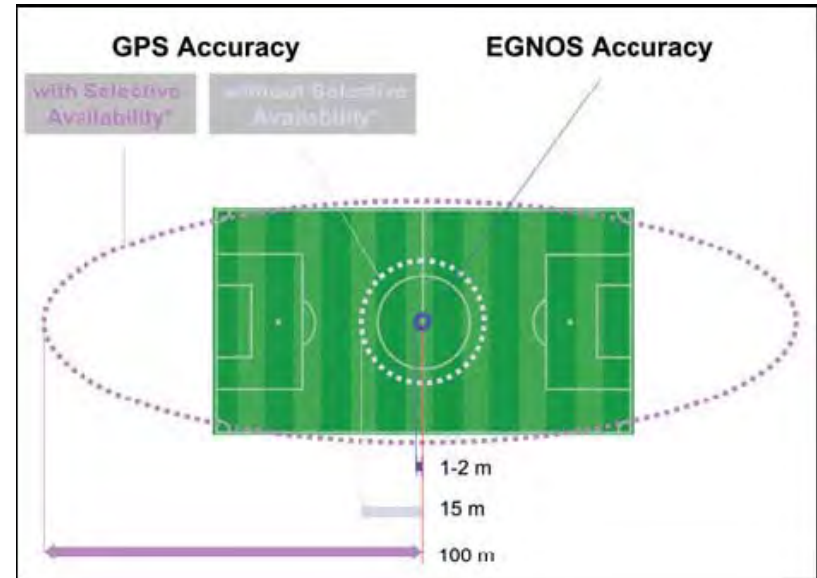 GPS Accuracy
EGNOS Accuracy
with Selective
Availability*
without Selective
Availability*
1-2 m
15 m
100 m